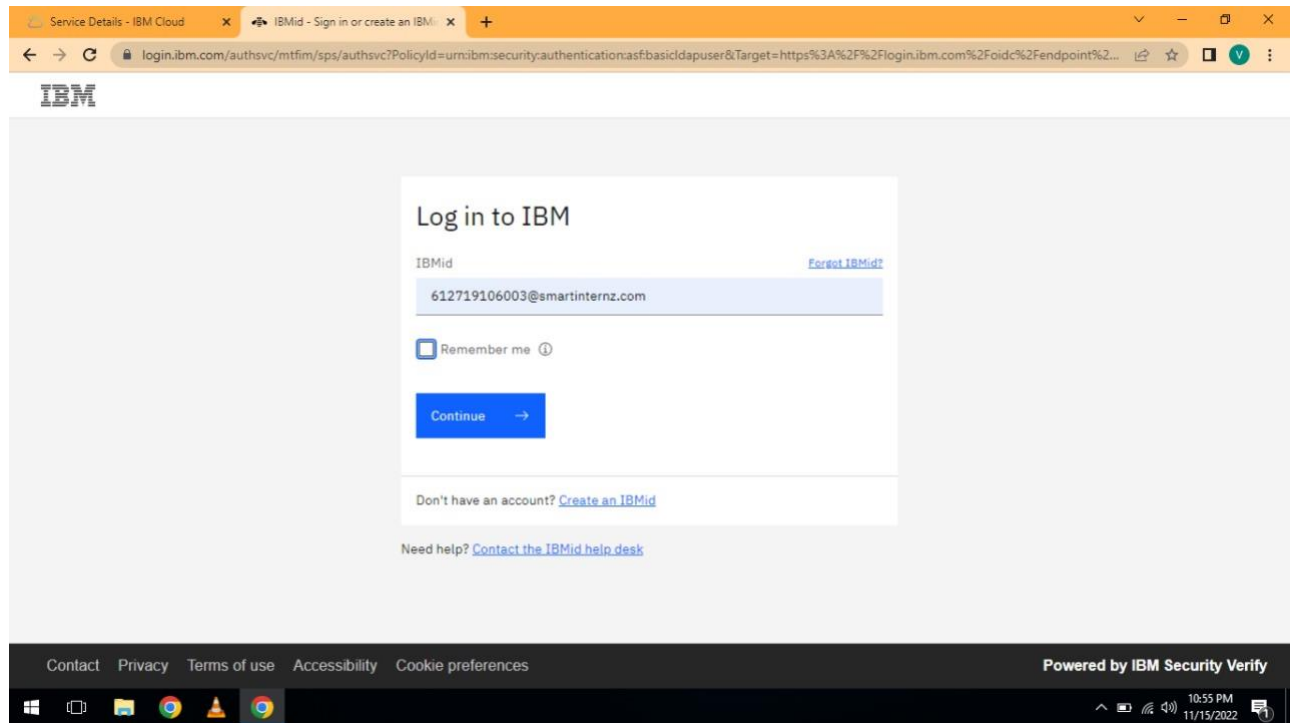 Service Details - IBM Cloud
IBMid - Sign in or create an IBMi
login.ibm.com/authsvc/mtfim/sps/authsvc?PolicyId=urn:ibm:security:authentication:asf:basicldapuser&Target=https%3A%2F%2Flogin.ibm.com%2Foidc%2Fendpoint%2...
V
IBM
Log in to IBM
IBMid Forgot IBMid?
612719106003@smartinternz.com
Remember me
Continue →
Don't have an account? Create an IBMid
Need help? Contact the IBMid help desk
Contact Privacy Terms of use Accessibility Cookie preferences Powered by IBM Security Verify
10:55 PM
11/15/2022
1